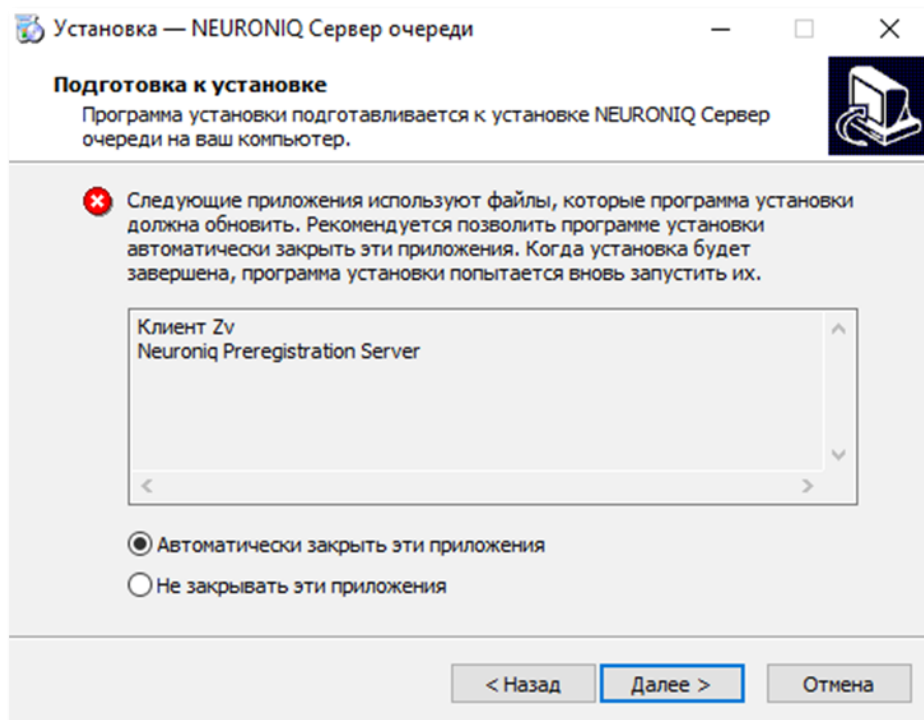 Установка — NEURONIQ Сервер очереди
Подготовка к установке
Программа установки подготавливается к установке NEURONIQ Сервер
очереди на ваш компьютер.
Следующие приложения используют файлы, которые программа установки
должна обновить. Рекомендуется позволить программе установки
автоматически закрыть эти приложения. Когда установка будет
завершена, программа установки попытается вновь запустить их.
Клиент Zv
Neuroniq Preregistration Server
Автоматически закрыть эти приложения
Не закрывать эти приложения
< Назад
Далее >
Отмена